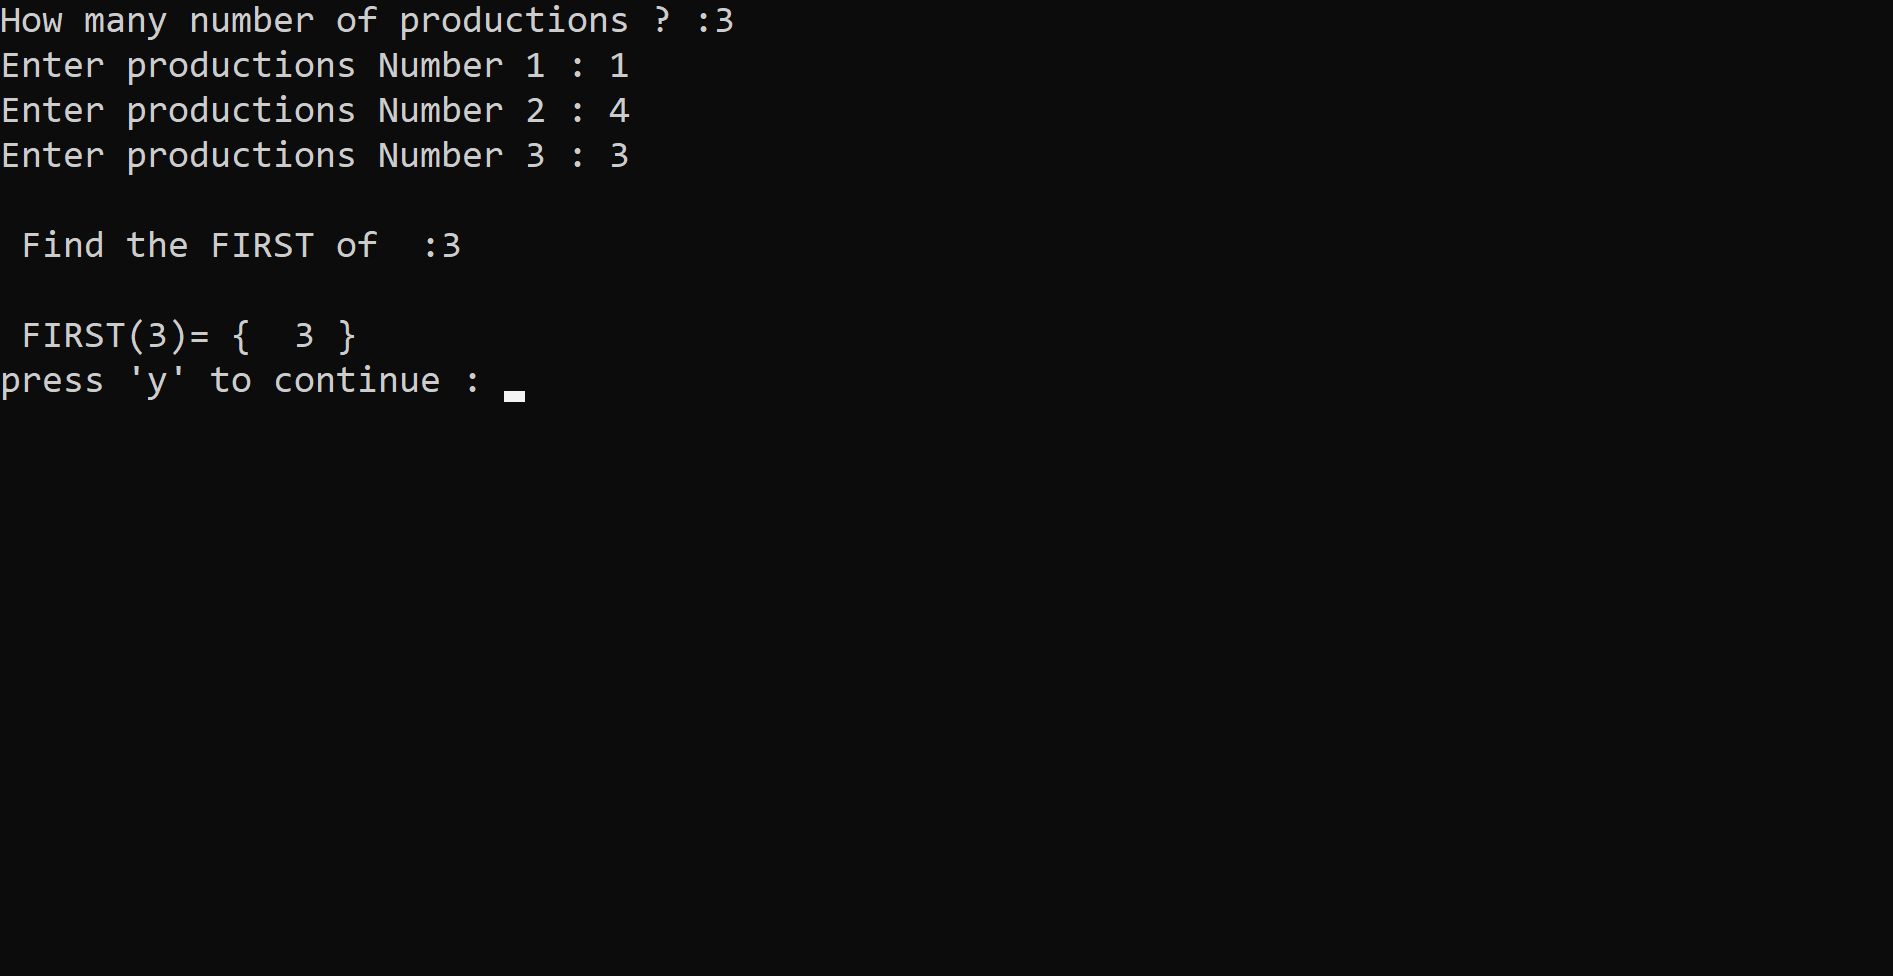 How many number of productions ? :3
Enter productions Number 1 : 1
Enter productions Number 2 : 4
Enter productions Number 3 : 3
 Find the FIRST of  :3
 FIRST(3)= {  3 }
press 'y' to continue :